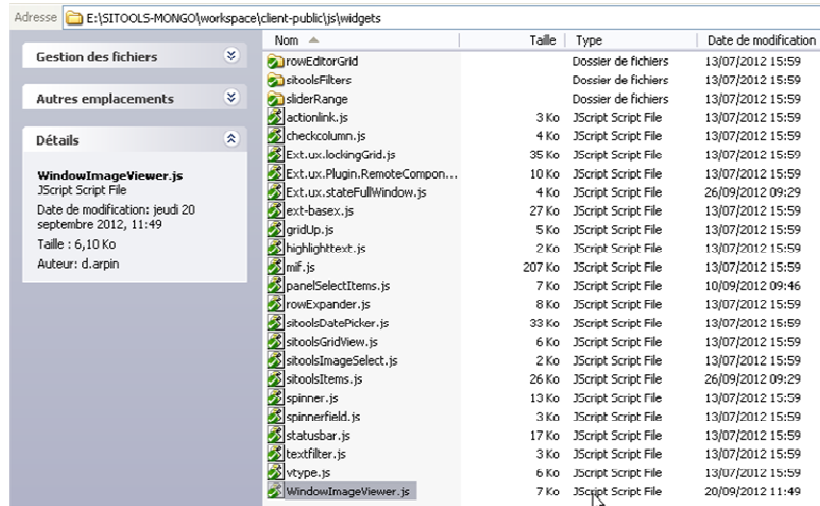 Adresse E:\SITOOLS-MONGO\workspace\client-public\js\widgets
Gestion des fichiers
Autres emplacements
Détails
WindowImageViewer.js
JScript Script File
Date de modification: jeudi 20
septembre 2012, 11:49
Taille : 6,10 Ko
Auteur: d.arpin
Nom Taille Type Date de modification
rowEditorGrid Dossier de fichiers 13/07/2012 15:59
sitoolsFilters Dossier de fichiers 13/07/2012 15:59
sliderRange Dossier de fichiers 13/07/2012 15:59
actionlink.js 3 Ko JScript Script File 13/07/2012 15:59
checkcolumn.js 4 Ko JScript Script File 13/07/2012 15:59
Ext.ux.lockingGrid.js 35 Ko JScript Script File 13/07/2012 15:59
Ext.ux.Plugin.RemoteCompon... 10 Ko JScript Script File 13/07/2012 15:59
Ext.ux.stateFullWindow.js 4 Ko JScript Script File 26/09/2012 09:29
ext-basex.js 27 Ko JScript Script File 13/07/2012 15:59
gridUp.js 5 Ko JScript Script File 13/07/2012 15:59
highlighttext.js 2 Ko JScript Script File 13/07/2012 15:59
mif.js 207 Ko JScript Script File 13/07/2012 15:59
panelSelectItems.js 7 Ko JScript Script File 10/09/2012 09:46
rowExpander.js 8 Ko JScript Script File 13/07/2012 15:59
sitoolsDatePicker.js 33 Ko JScript Script File 13/07/2012 15:59
sitoolsGridView.js 6 Ko JScript Script File 13/07/2012 15:59
sitoolsImageSelect.js 2 Ko JScript Script File 13/07/2012 15:59
sitoolsItems.js 26 Ko JScript Script File 26/09/2012 09:29
spinner.js 13 Ko JScript Script File 13/07/2012 15:59
spinnerfield.js 3 Ko JScript Script File 13/07/2012 15:59
statusbar.js 17 Ko JScript Script File 13/07/2012 15:59
textfilter.js 3 Ko JScript Script File 13/07/2012 15:59
vtype.js 6 Ko JScript Script File 13/07/2012 15:59
WindowImageViewer.js 7 Ko JScript Script File 20/09/2012 11:49